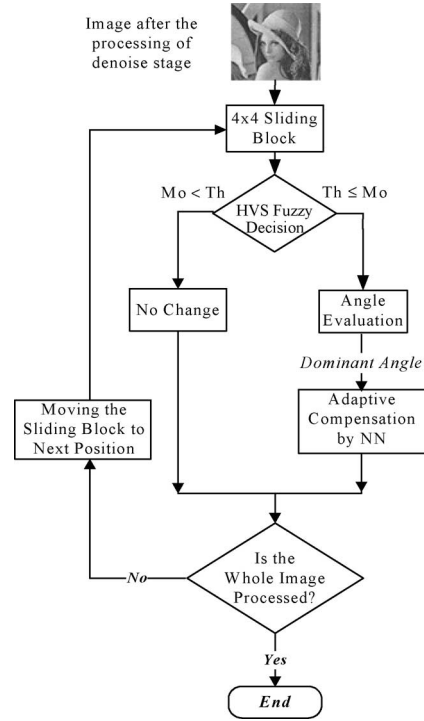 Image after the
processing of
denoise stage
4x4 Sliding
Block
Mo < Th
Th ≤ Mo
HVS Fuzzy
Decision
No Change
Angle
Evaluation
Dominant Angle
Adaptive
Compensation
by NN
Moving the
Sliding Block to
Next Position
Is the
Whole Image
Processed?
No
Yes
End